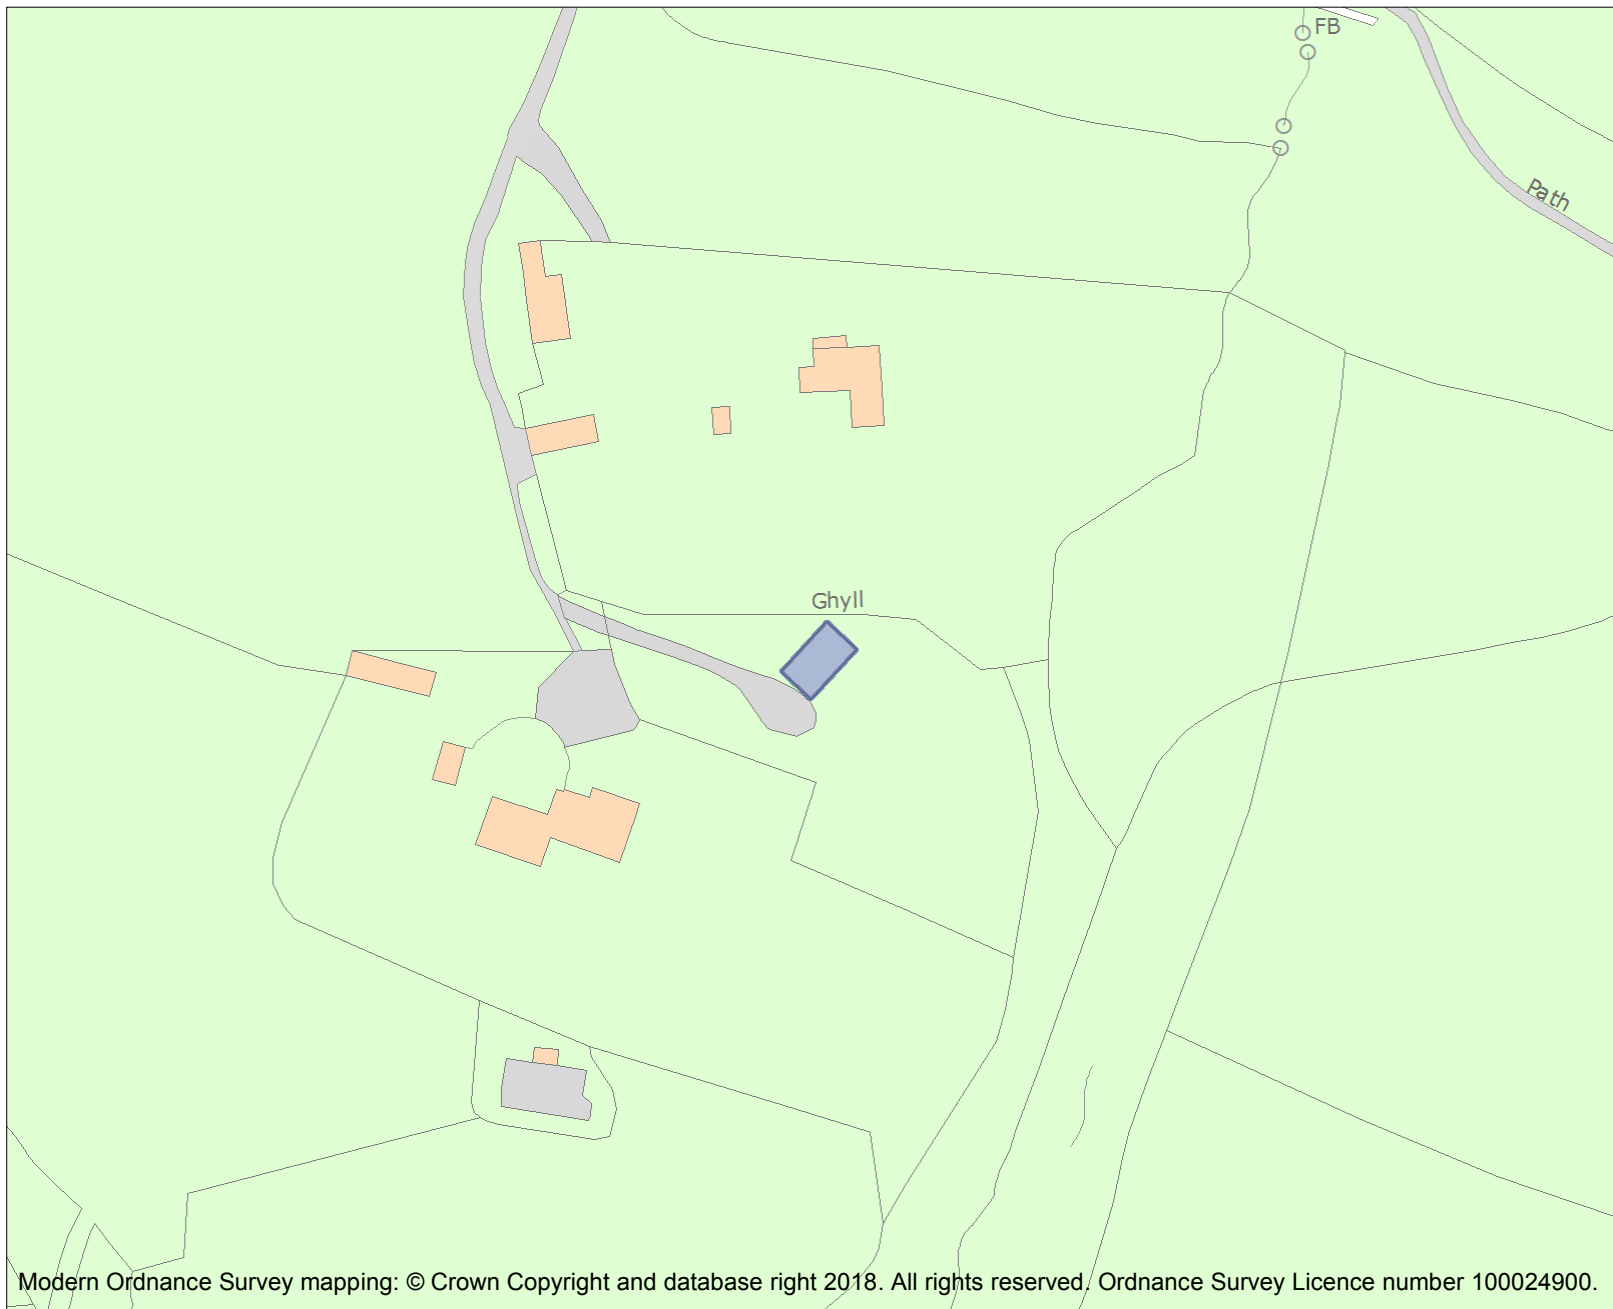 FB
Path
Ghyll
Modern Ordnance Survey mapping: © Crown Copyright and database right 2018. All rights reserved. Ordnance Survey Licence number 100024900.